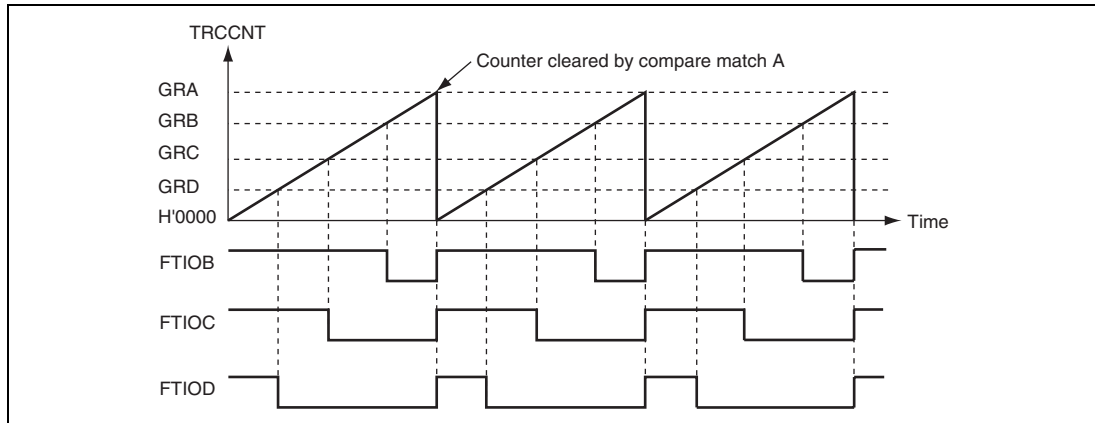 TRCCNT
Counter cleared by compare match A
GRA
GRB
GRC
GRD
H'0000
Time
FTIOB
FTIOC
FTIOD